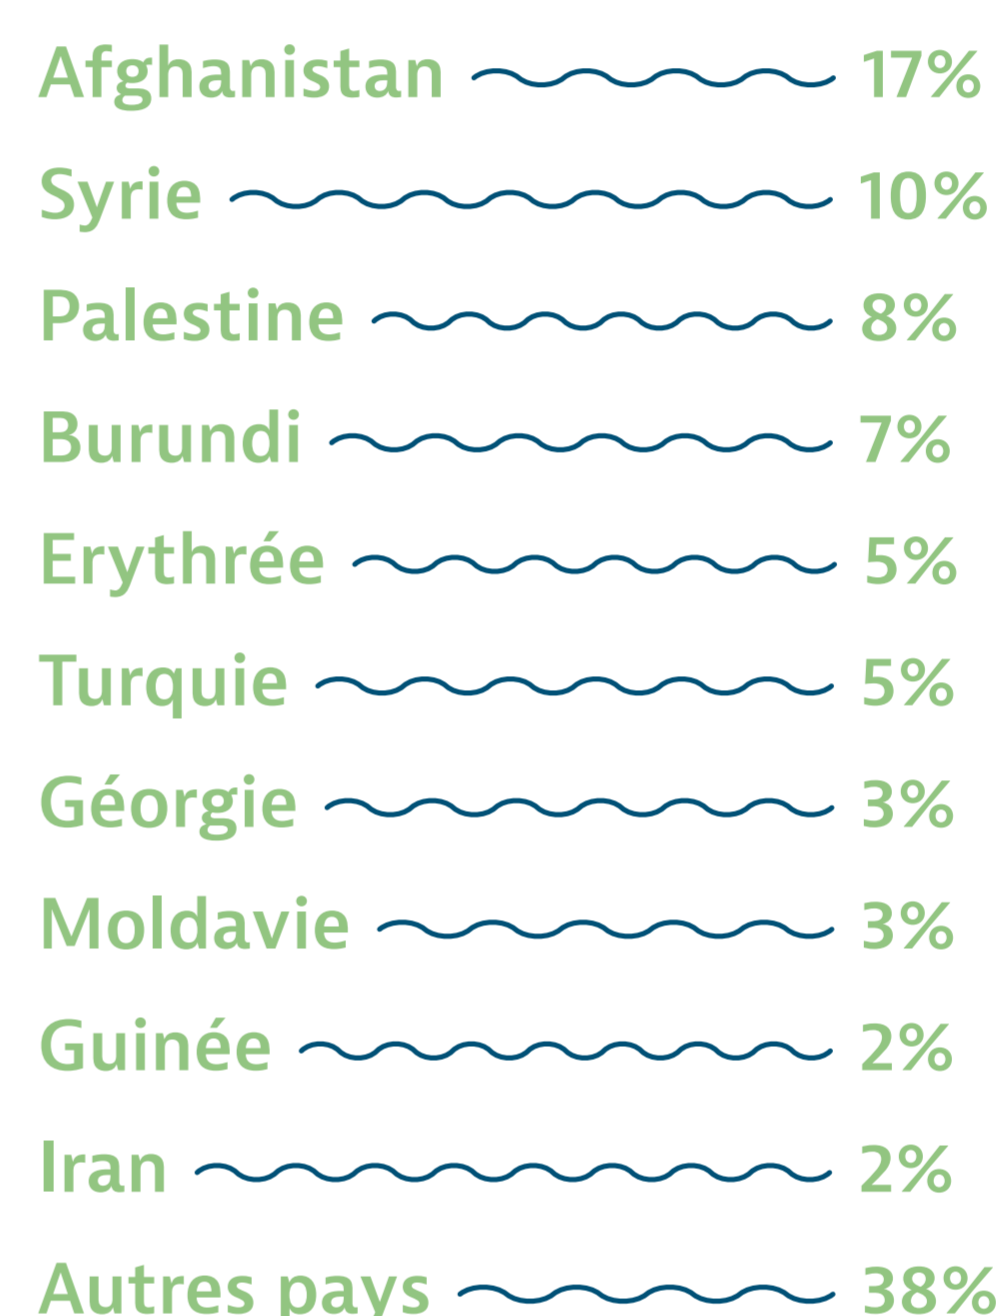 Afghanistan 17%
Syrie 10%
Palestine 8%
Burundi 7%
Erythrée 5%
Turquie 5%
Géorgie 3%
Moldavie 3%
Guinée 2%
Iran 2%
Autres pays 38%